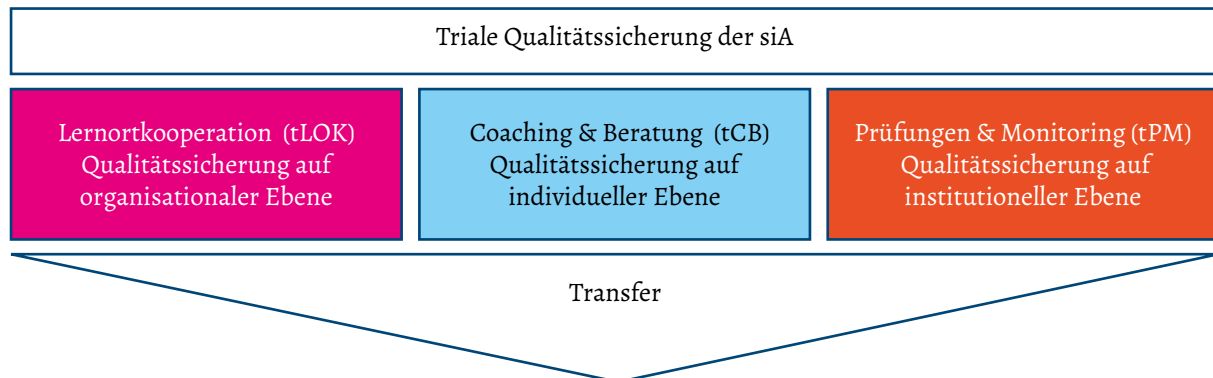 Triale Qualitätssicherung der siA
Lernortkooperation (tLOK)
Qualitätssicherung auf
organisationaler Ebene
Coaching & Beratung (tCB)
Qualitätssicherung auf
individueller Ebene
Prüfungen & Monitoring (tPM)
Qualitätssicherung auf
institutioneller Ebene
Transfer